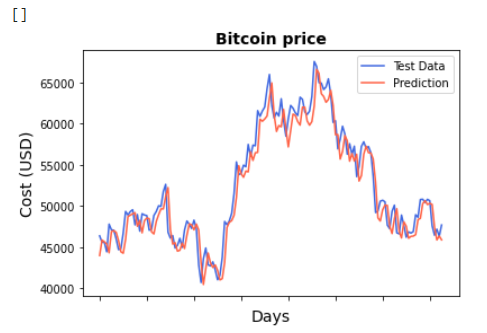 []
Bitcoin price
Test Data
Prediction
65000
60000
55000
50000
45000
40000
Cost (USD)
Days